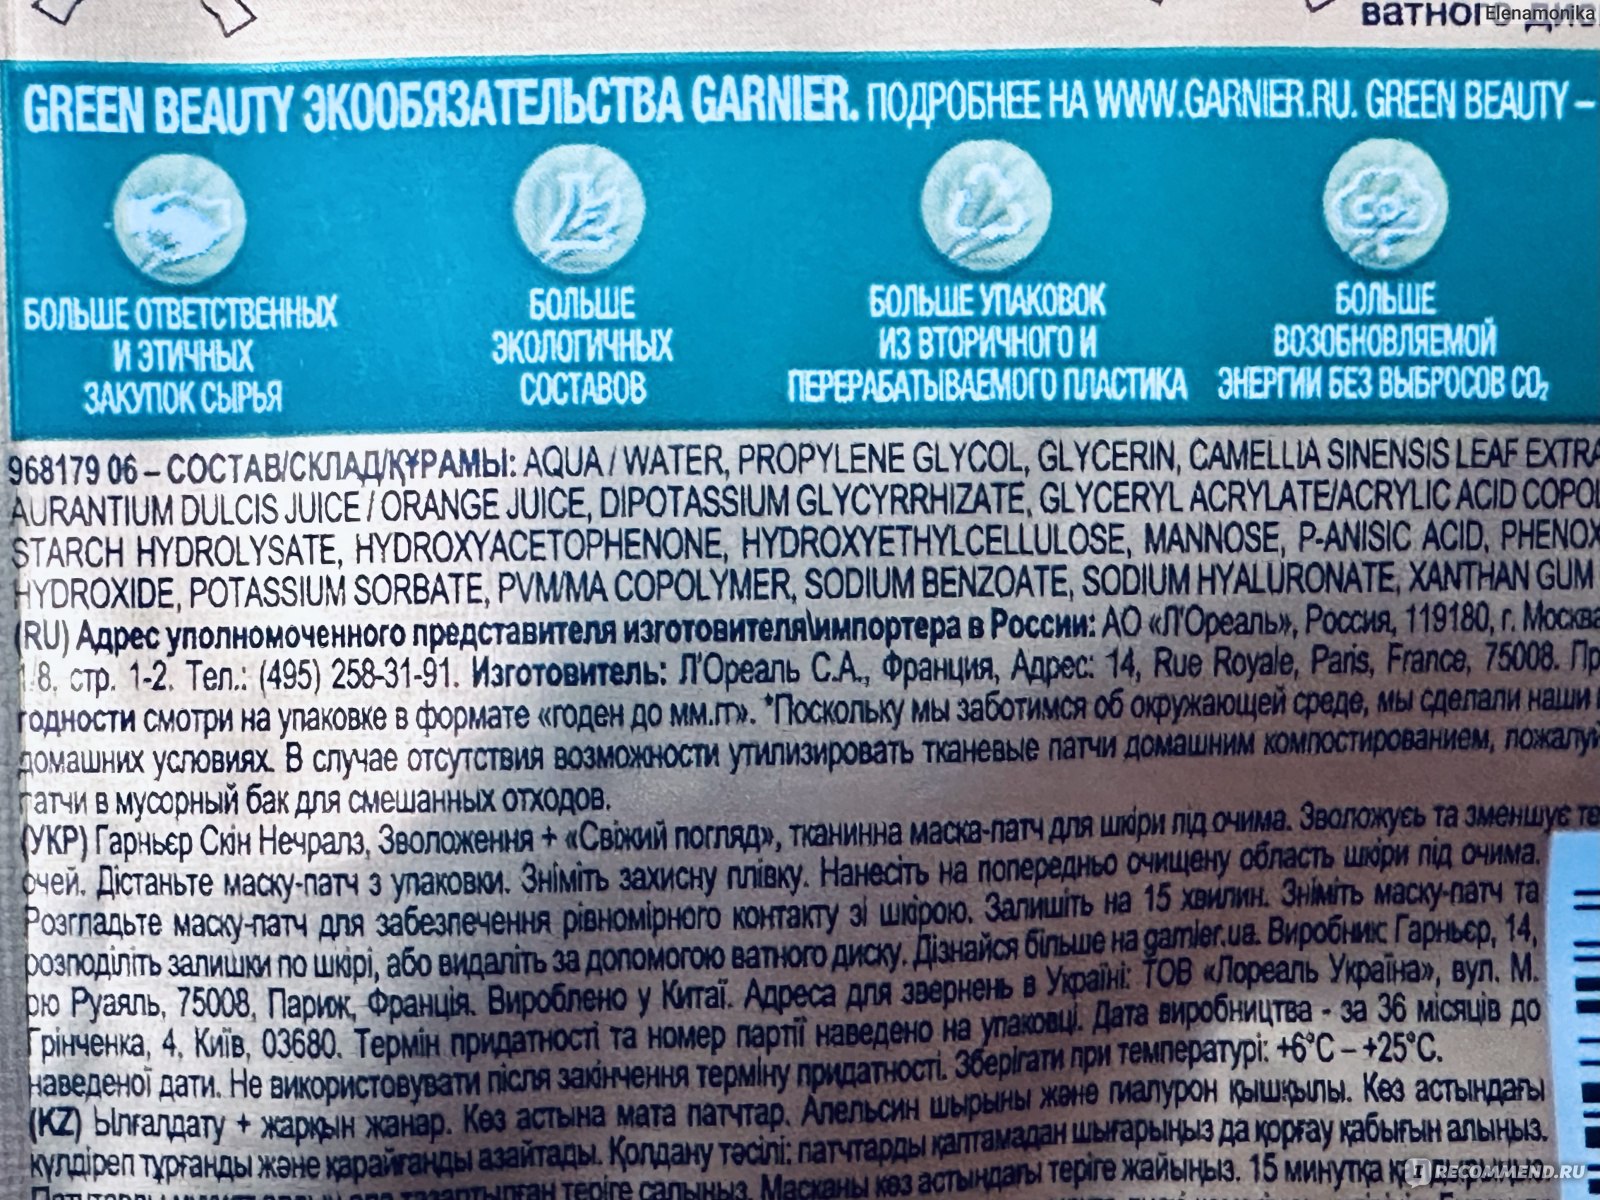 ВАТНОГО
Elenamonika
GREEN BEAUTY ЭКООБЯЗАТЕЛЬСТВА GARNIER. ПОДРОБНЕЕ НА WWW.GARNIER.RU. GREEN BEAUTY –
БОЛЬШЕ ОТВЕТСТВЕННЫХ
И ЭТИЧНЫХ
ЗАКУПОК СЫРЬЯ
БОЛЬШЕ
ЭКОЛОГИЧНЫХ
СОСТАВОВ
БОЛЬШЕ УПАКОВОК
ИЗ ВТОРИЧНОГО И
ПЕРЕРАБАТЫВАЕМОГО ПЛАСТИКА
CO2
БОЛЬШЕ
ВОЗОБНОВЛЯЕМОЙ
ЭНЕРГИИ БЕЗ ВЫБРОСОВ CO2
968179 06 – СОСТАВ/СКЛАД/ҚҰРАМЫ: AQUA / WATER, PROPYLENE GLYCOL, GLYCERIN, CAMELLIA SINENSIS LEAF EXTRA
AURANTIUM DULCIS JUICE / ORANGE JUICE, DIPOTASSIUM GLYCYRRHIZATE, GLYCERYL ACRYLATE/ACRYLIC ACID COPOL
STARCH HYDROLYSATE, HYDROXYACETOPHENONE, HYDROXYETHYLCELLULOSE, MANNOSE, P-ANISIC ACID, PHENOX
HYDROXIDE, POTASSIUM SORBATE, PVM/MA COPOLYMER, SODIUM BENZOATE, SODIUM HYALURONATE, XANTHAN GUM
(RU) Адрес уполномоченного представителя изготовителя\импортера в России: АО «Л'Ореаль», Россия, 119180, г. Москва
8, стр. 1-2. Тел.: (495) 258-31-91. Изготовитель: Л'Ореаль С.А., Франция, Адрес: 14, Rue Royale, Paris, France, 75008. Пр
годности смотри на упаковке в формате «годен до мм.гг». *Поскольку мы заботимся об окружающей среде, мы сделали наши
домашних условиях. В случае отсутствия возможности утилизировать тканевые патчи домашним компостированием, пожалуй
патчи в мусорный бак для смешанных отходов.
(УКР) Гарньєр Скін Нечралз, Зволоження + «Свіжий погляд», тканинна маска-патч для шкіри під очима. Зволожуєь та зменшує те
очей. Дістаньте маску-патч з упаковки. Зніміть захисну плівку. Нанесіть на попередньо очищену область шкіри під очима.
Розгладьте маску-патч для забезпечення рівномірного контакту зі шкірою. Залишіть на 15 хвилин. Зніміть маску-патч та
розподіліть залишки по шкірі, або видаліть за допомогою ватного диску. Дізнайся більше на garnier.ua. Виробник: Гарньєр, 14,
рю Руаяль, 75008, Париж, Франція. Вироблено у Китаї. Адреса для звернень в Україні: ТОВ «Лореаль Україна», вул. М.
Грінченка, 4, Київ, 03680. Термін придатності та номер партії наведено на упаковці. Дата виробництва - за 36 місяців до
наведеної дати. Не використовувати після закінчення терміну придатності. Зберігати при температурі: +6°C – +25°C.
(KZ) Ылғалдату + жарқын жанар. Көз астына мата патчтар. Апельсин шырыны және гиалурон қышқылы. Көз астындағы
күлдіреп тұрғанды және қарайғанды азайтады. Қолдану тәсілі: патчтарды қаптамадан шығарыңыз да қорғау қабығын алыңыз.
теріге салыңыз. Масканы көз астындағы теріге жайыңыз. 15 минутқа қалдырыңыз.
IRECOMMEND.RU